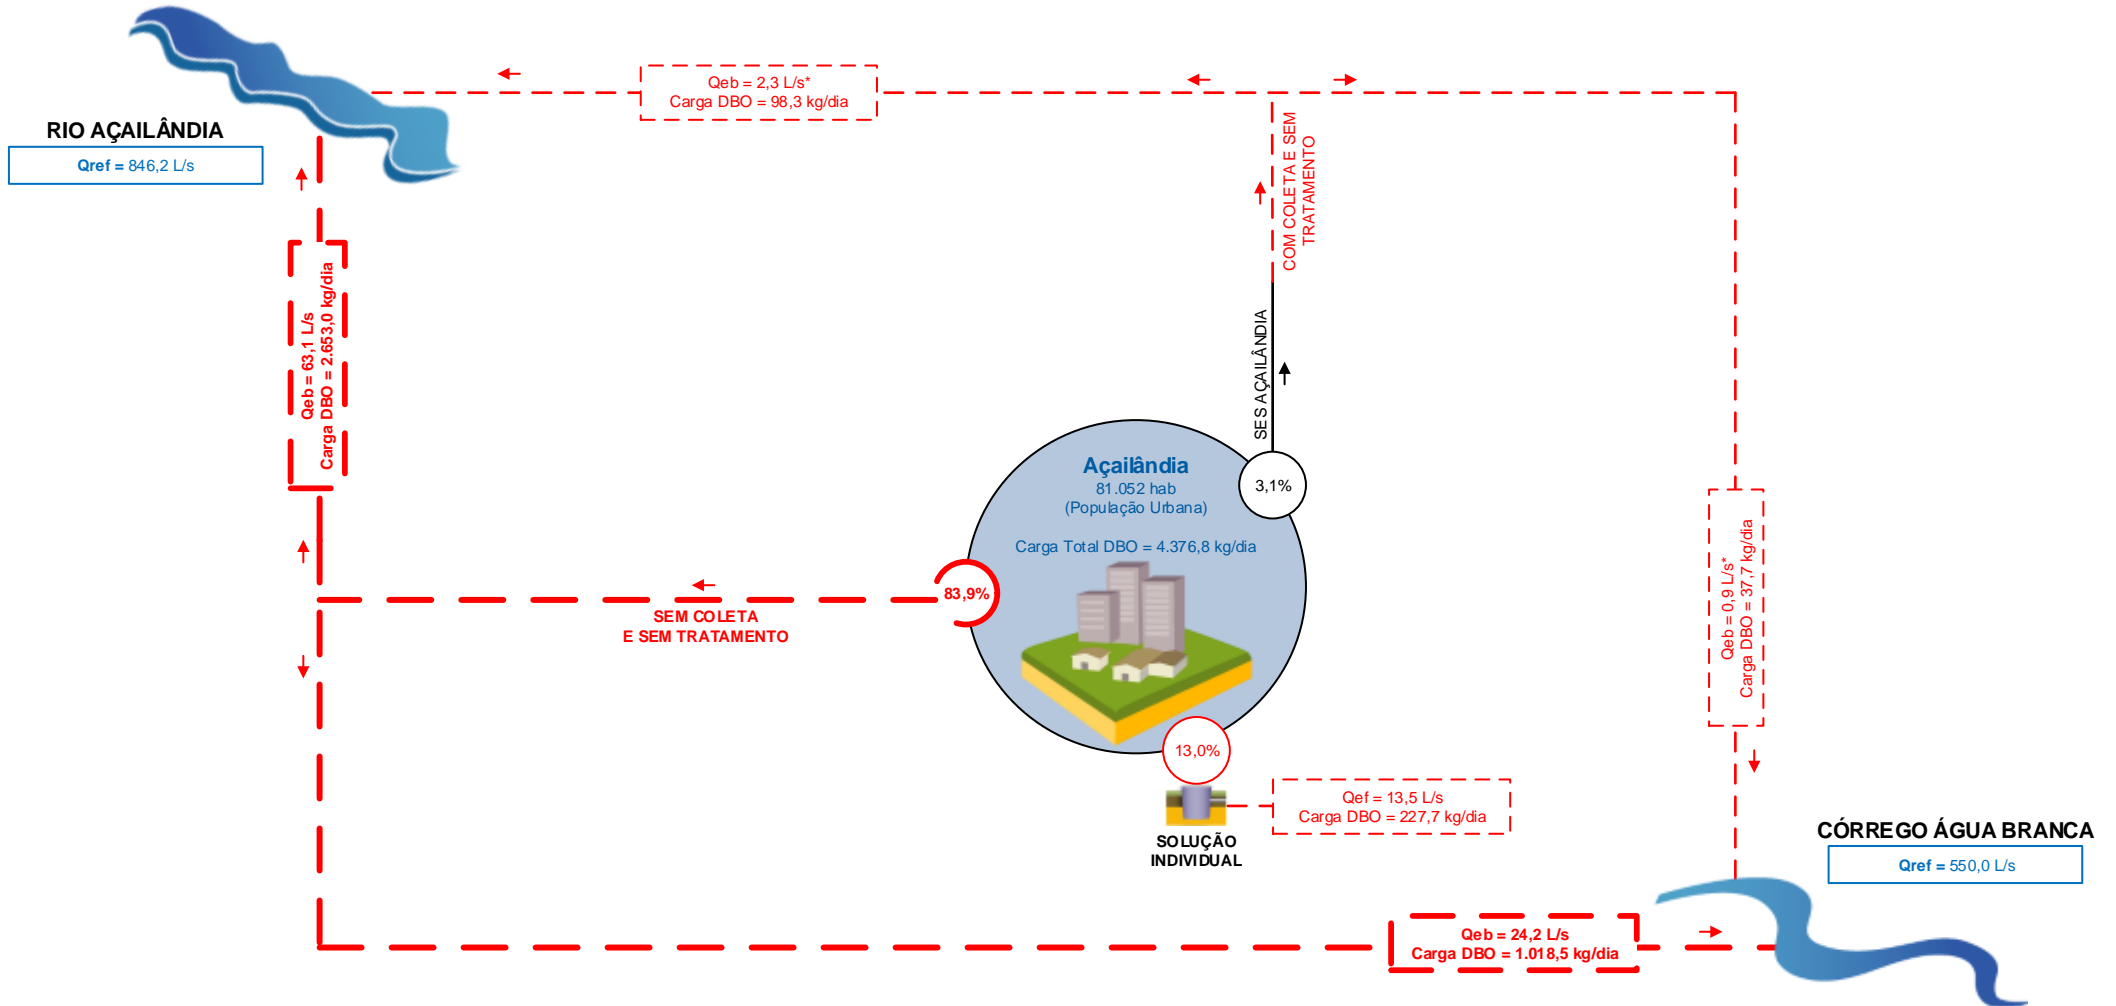 Qeb = 2,3 L/s*
Carga DBO = 98,3 kg/dia
RIO AÇAILÂNDIA
Qref = 846,2 L/s
COM COLETA E SEM
TRATAMENTO
Qeb = 63,1 L/s
Carga DBO = 2.653,0 kg/dia
SES AÇAILÂNDIA
Açailândia
81.052 hab
(População Urbana)
Carga Total DBO = 4.376,8 kg/dia
3,1%
83,9%
SEM COLETA
E SEM TRATAMENTO
Qeb = 0,9 L/s*
Carga DBO = 37,7 kg/dia
13,0%
Qef = 13,5 L/s
Carga DBO = 227,7 kg/dia
SOLUÇÃO
INDIVIDUAL
CÓRREGO ÁGUA BRANCA
Qref = 550,0 L/s
Qeb = 24,2 L/s
Carga DBO = 1.018,5 kg/dia